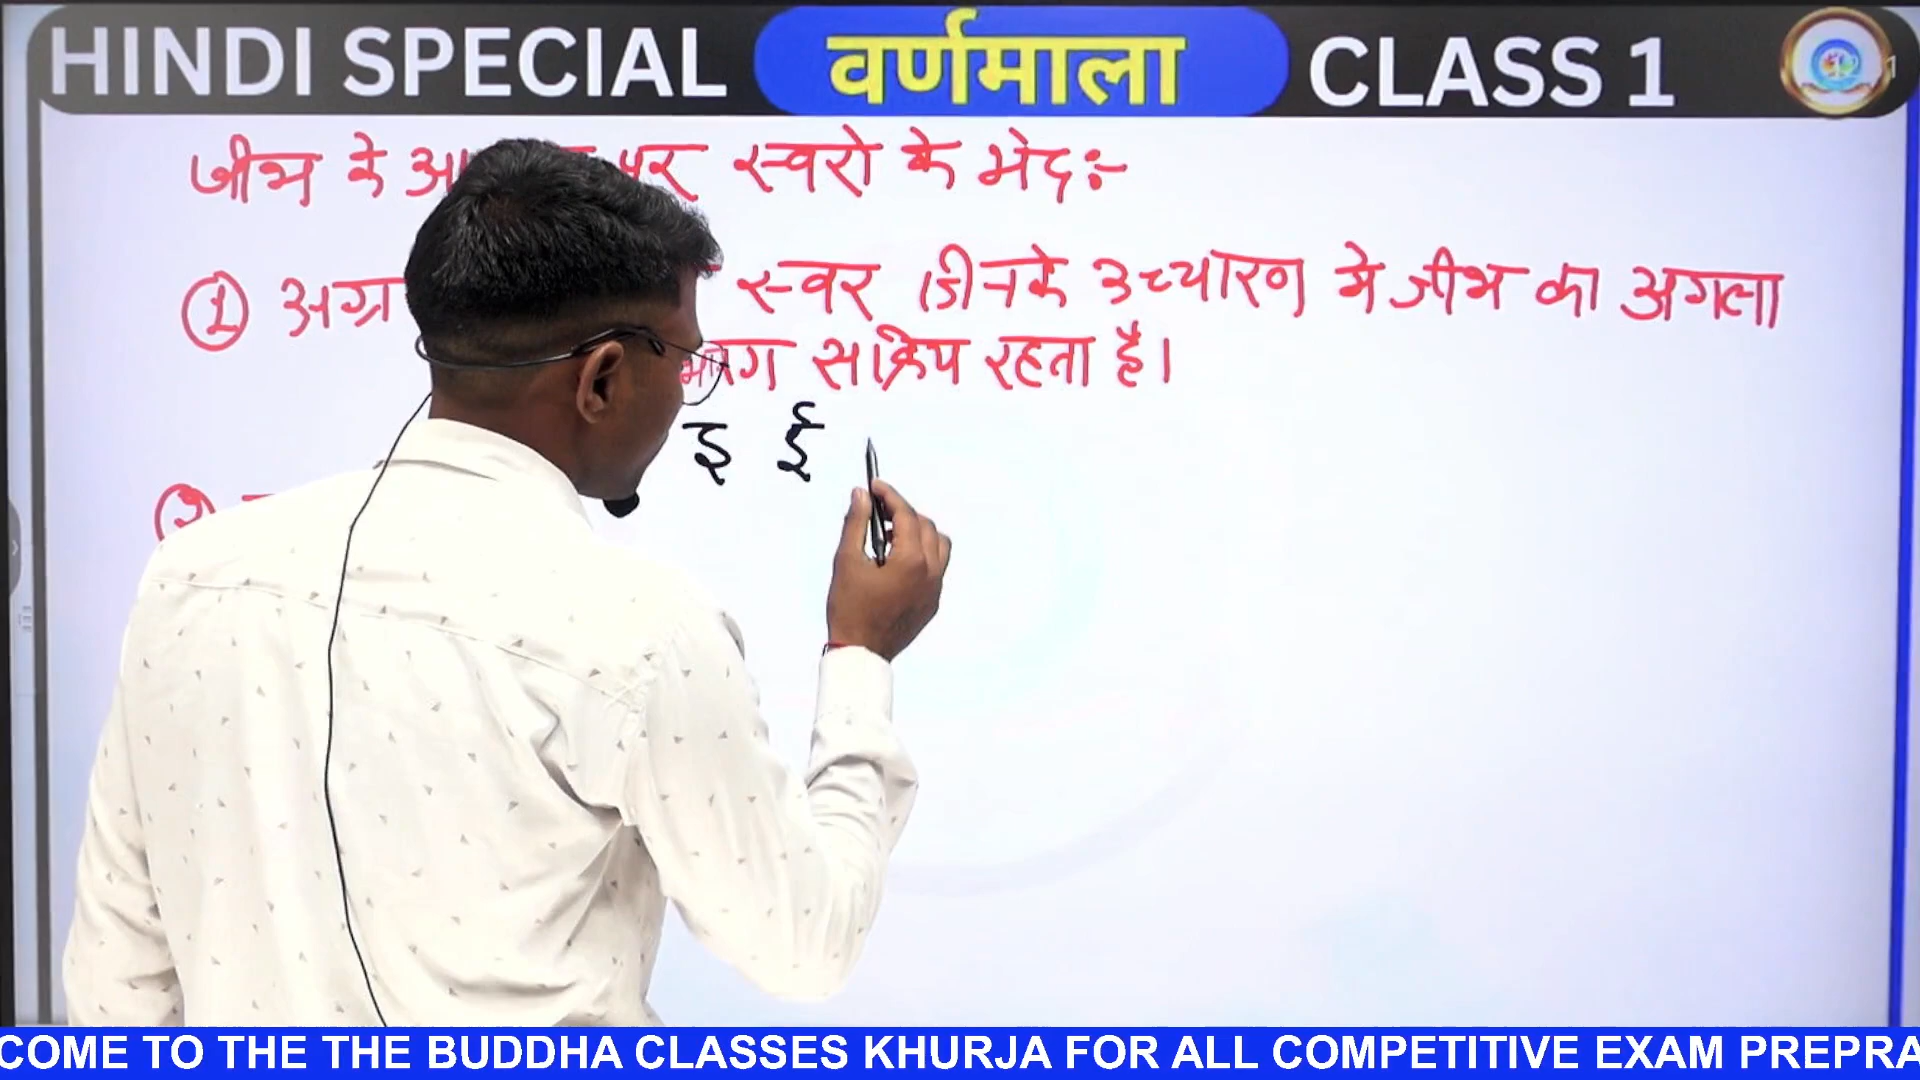 HINDI SPECIAL वर्णमाला CLASS 1
जीभ के पर स्वरो के भेद :-
① अग्र स्वर जीनके उच्चारण मे जीभ का अगला
भाग सक्रिय रहता है।
इ ई
COME TO THE THE BUDDHA CLASSES KHURJA FOR ALL COMPETITIVE EXAM PREPRA